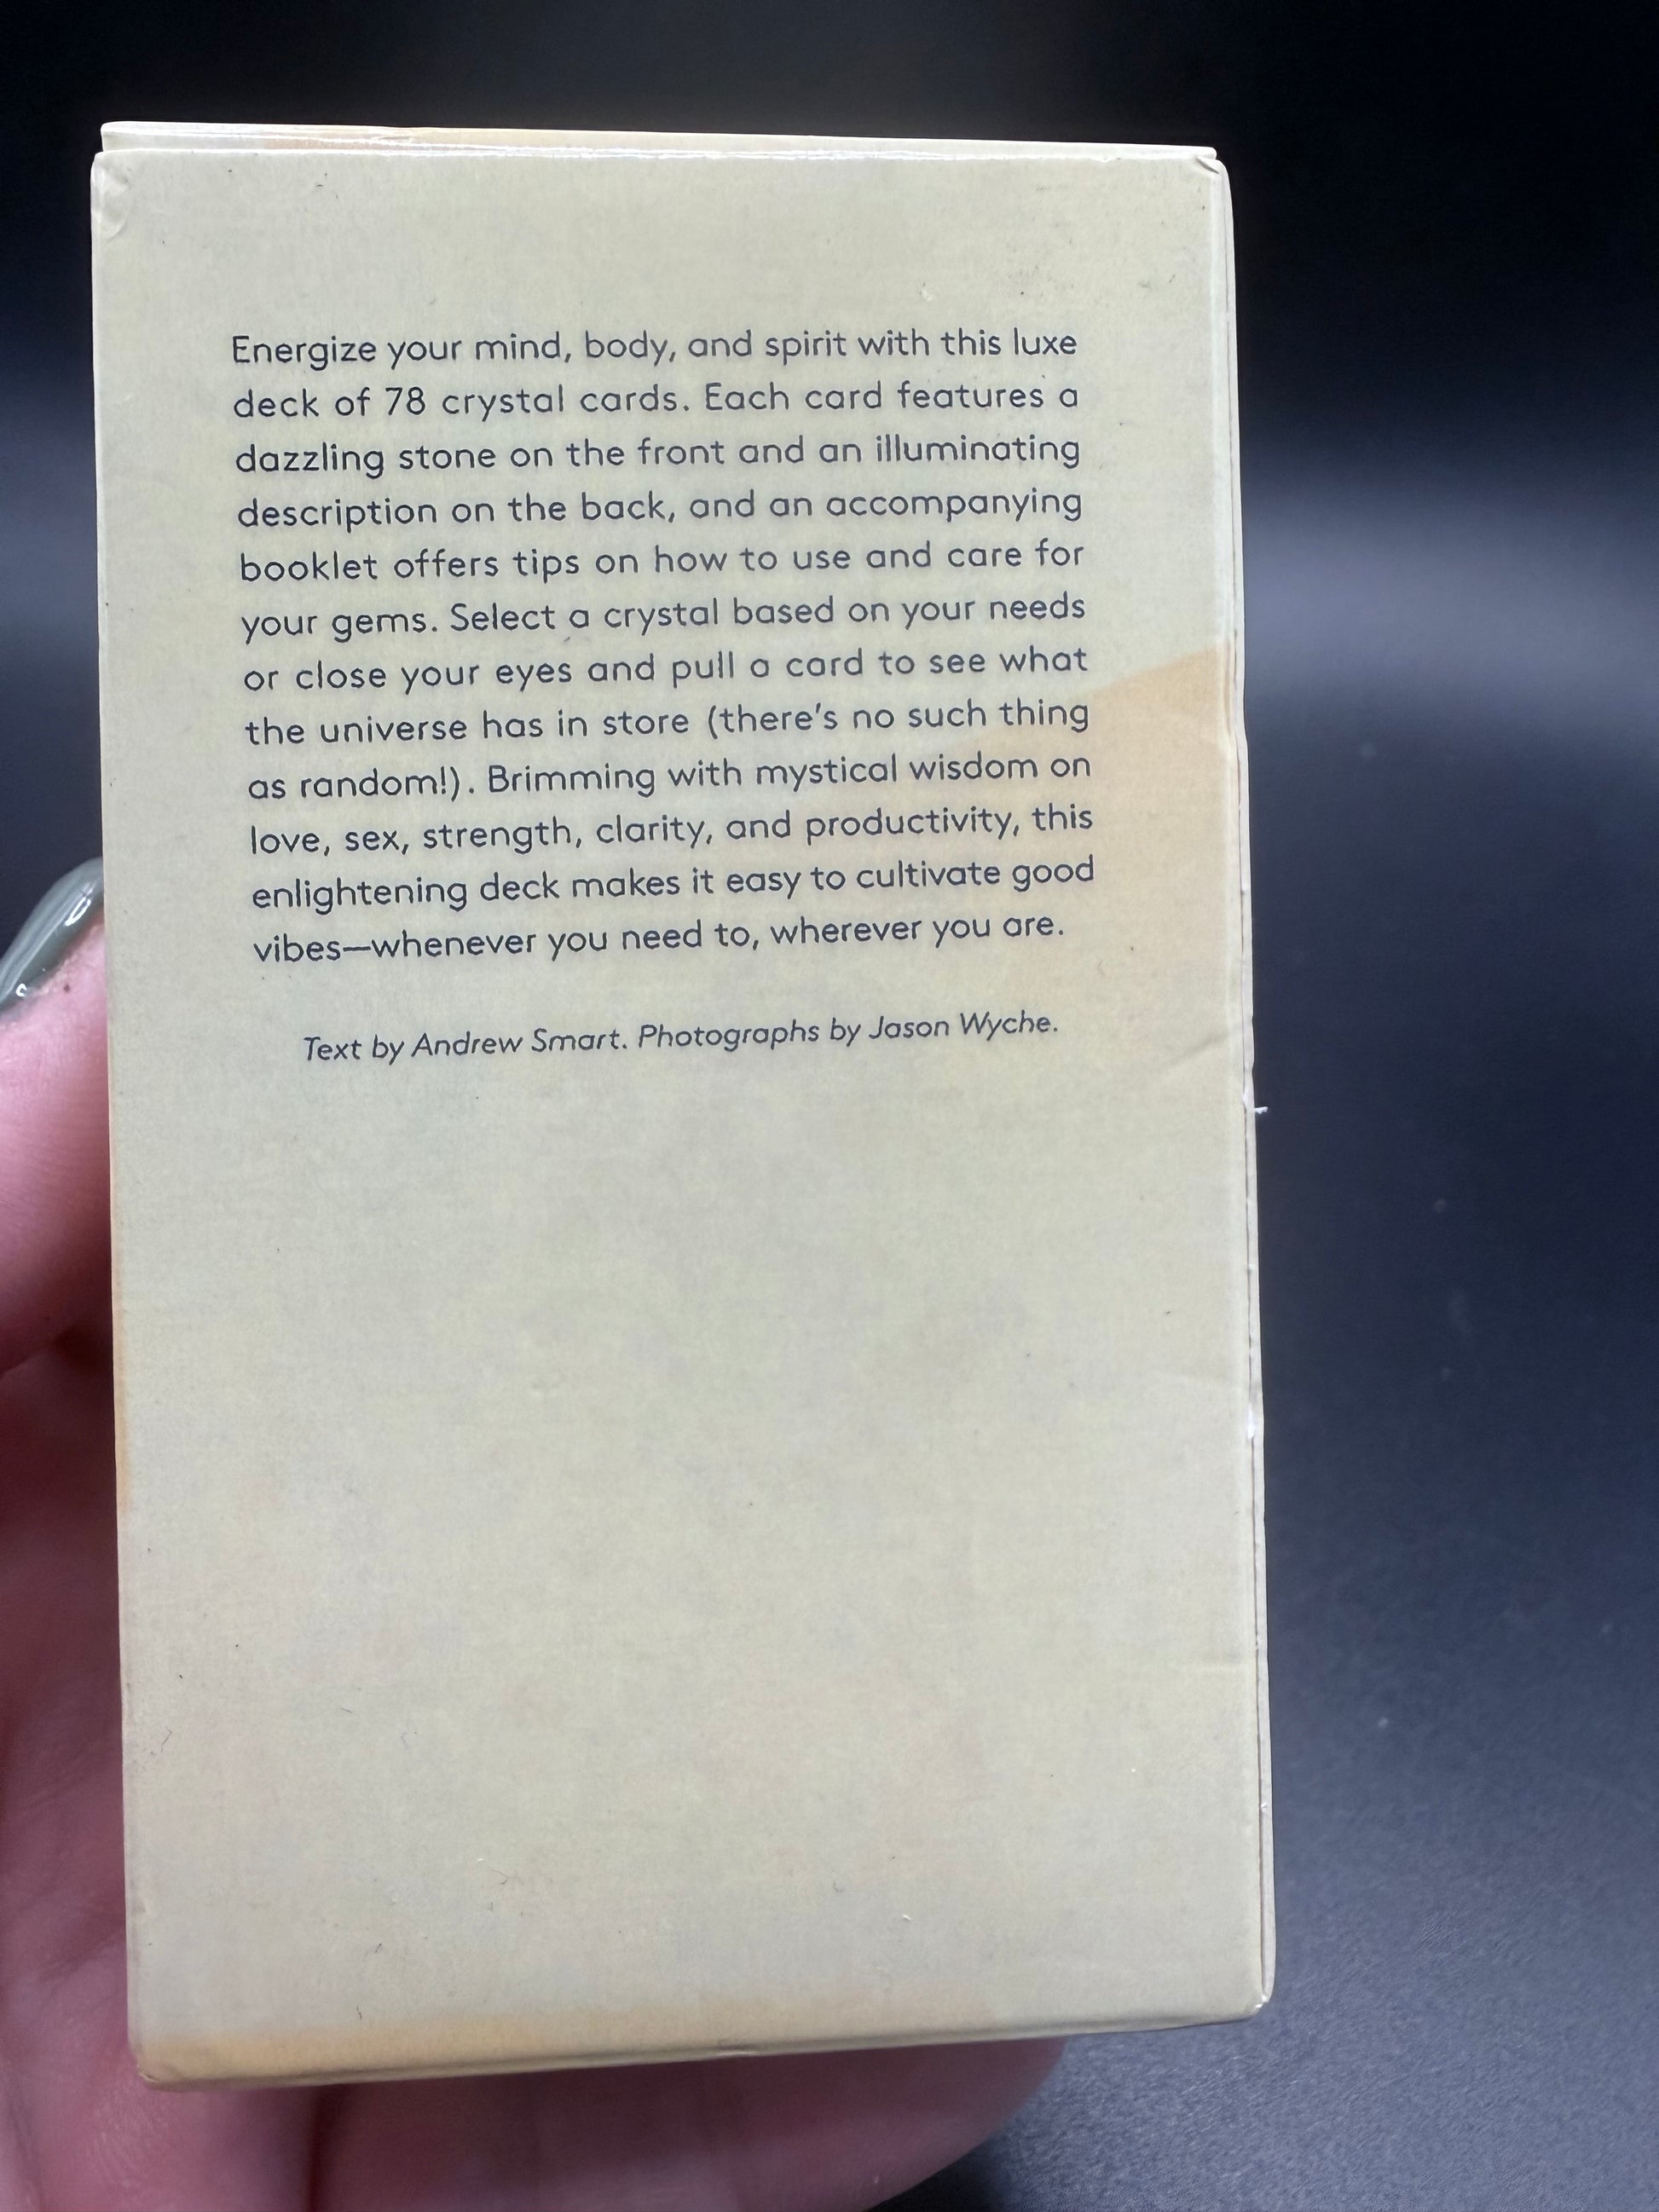 Energize your mind, body, and spirit with this luxe
deck of 78 crystal cards. Each card features a
dazzling stone on the front and an illuminating
description on the back, and an accompanying
booklet offers tips on how to use and care for
your gems. Select a crystal based on your needs
or close your eyes and pull a card to see what
the universe has in store (there's no such thing
as random!). Brimming with mystical wisdom on
love, sex, strength, clarity, and productivity, this
enlightening deck makes it easy to cultivate good
vibes—whenever you need to, wherever you are.
Text by Andrew Smart. Photographs by Jason Wyche.